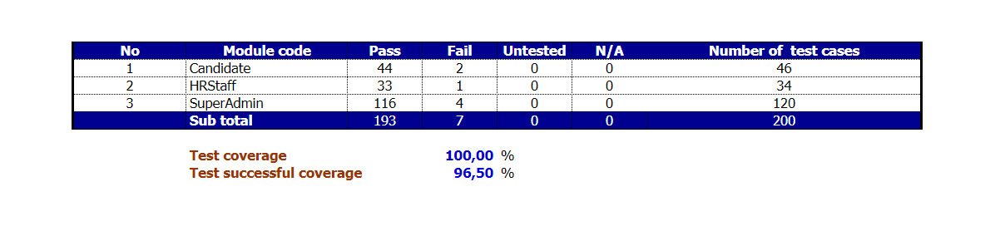 No Module code Pass Fail Untested N/A Number of  test cases
1 Candidate 44 2 0 0 46
2 HRStaff 33 1 0 0 34
3 SuperAdmin 116 4 0 0 120
Sub total 193 7 0 0 200
Test coverage 100,00 %
Test successful coverage 96,50 %